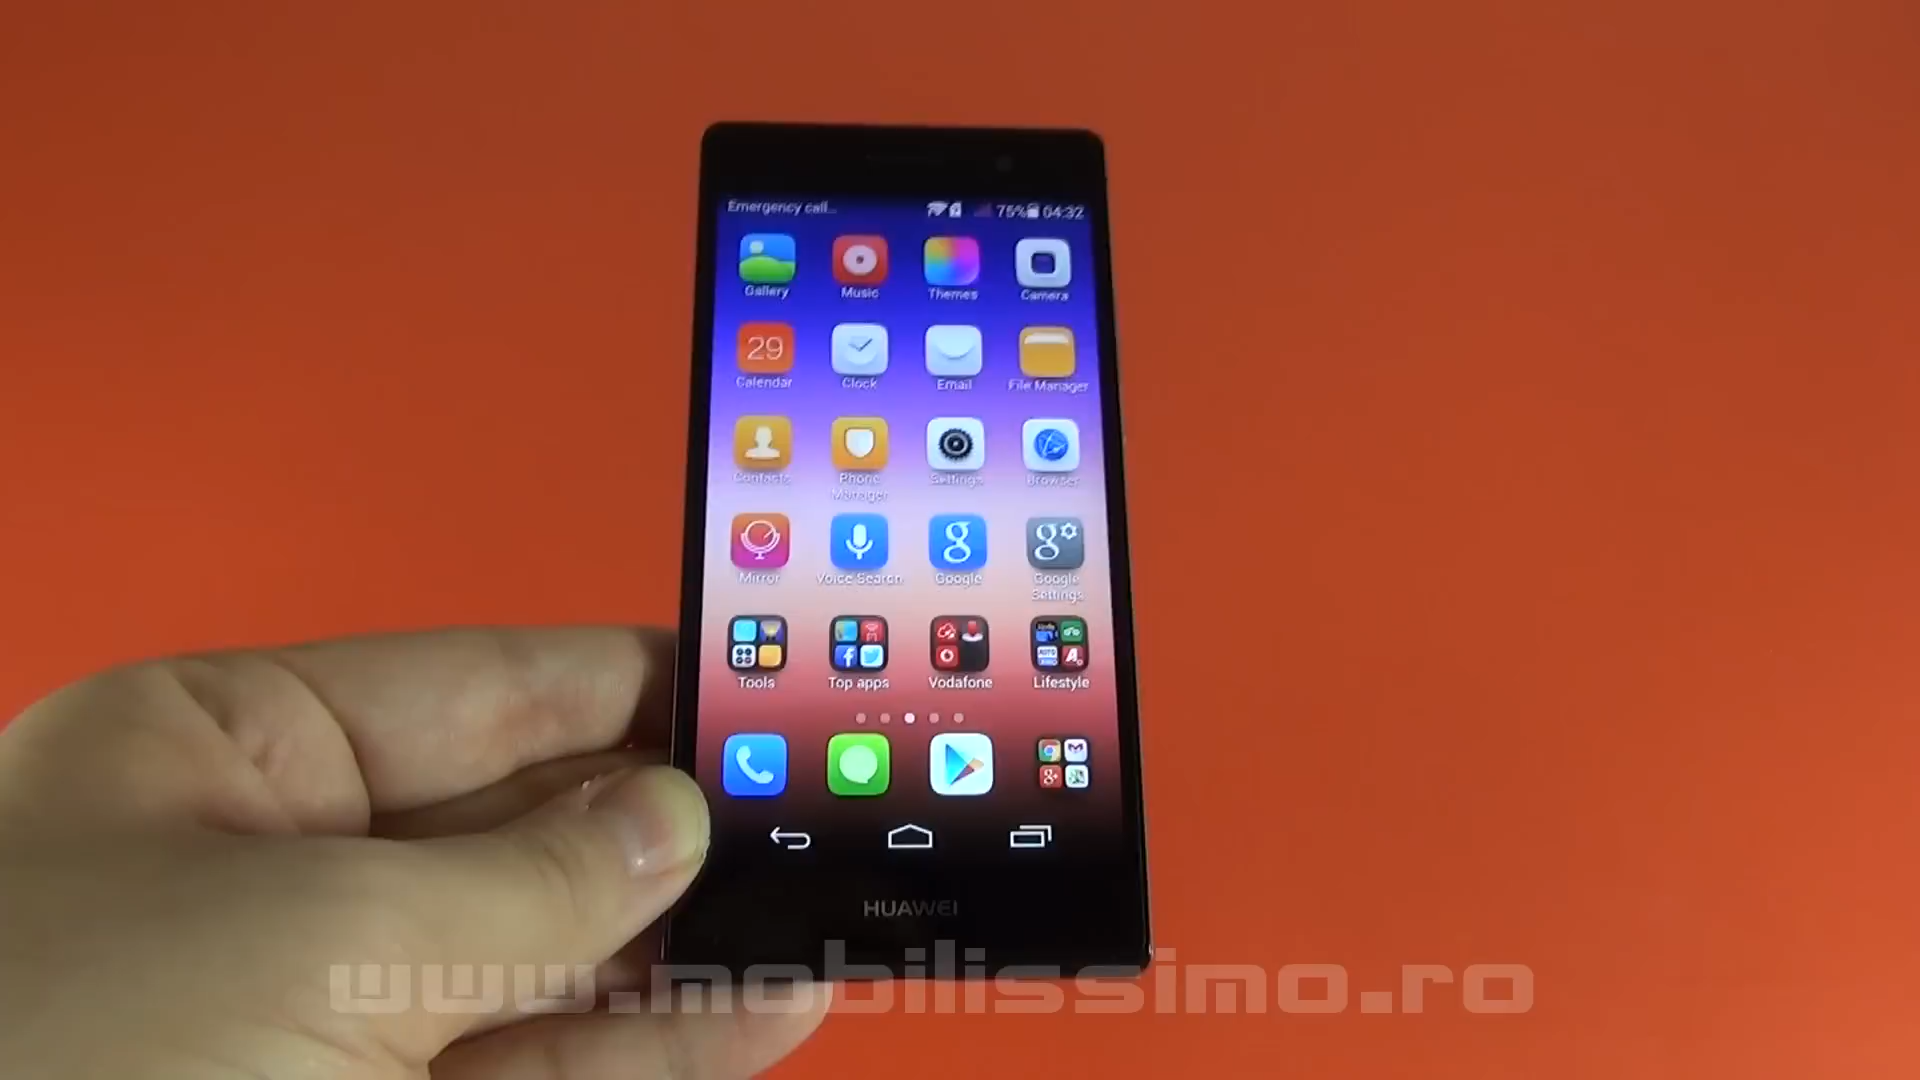 Emergency call... 75% 04:32
Gallery Music Themes Camera
29
Calendar Clock Email File Manager
Contacts Phone Manager Settings Browser
g g
Mirror Voice Search Google Google Settings
Tools Top apps Vodafone Lifestyle
HUAWEI
www.mobilissimo.ro